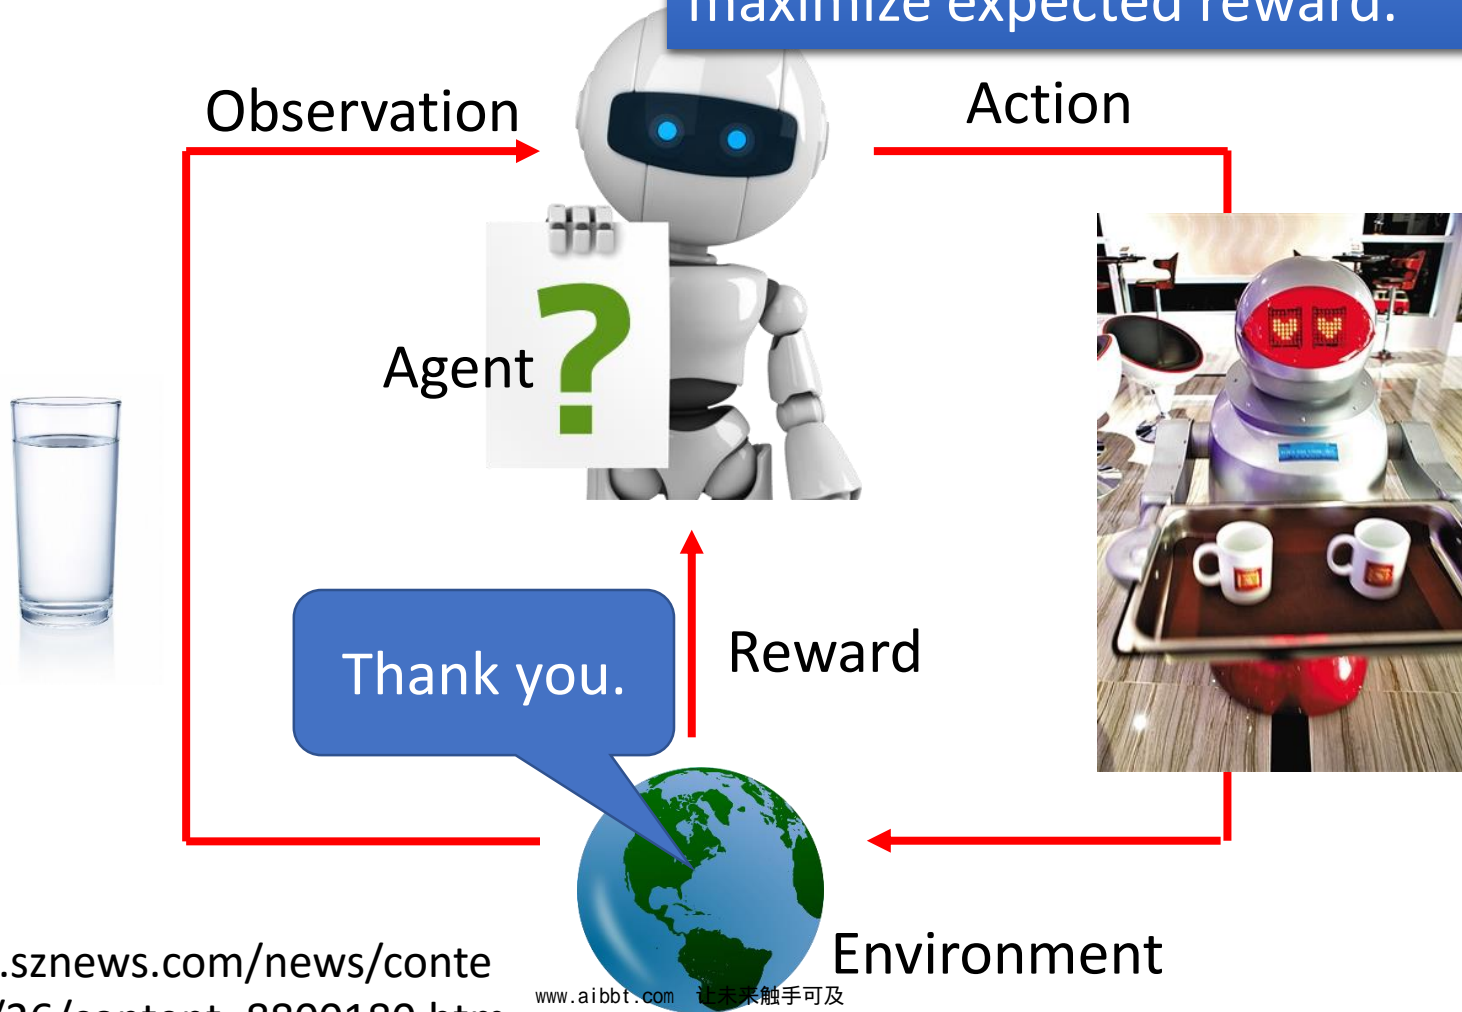 maximize expected reward.
Observation
Action
Agent
?
Thank you.
Reward
Environment
.sznews.com/news/conte
www.aibbt.com 让未来触手可及